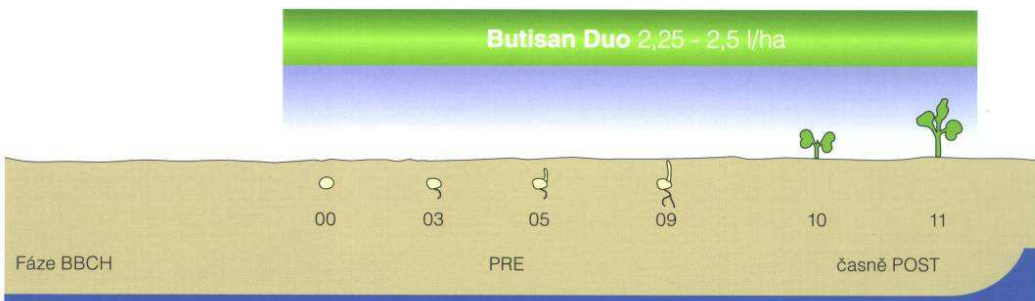 Butisan Duo 2,25 - 2,5 l/ha
00 03 05 09 10 11
Fáze BBCH PRE časně POST